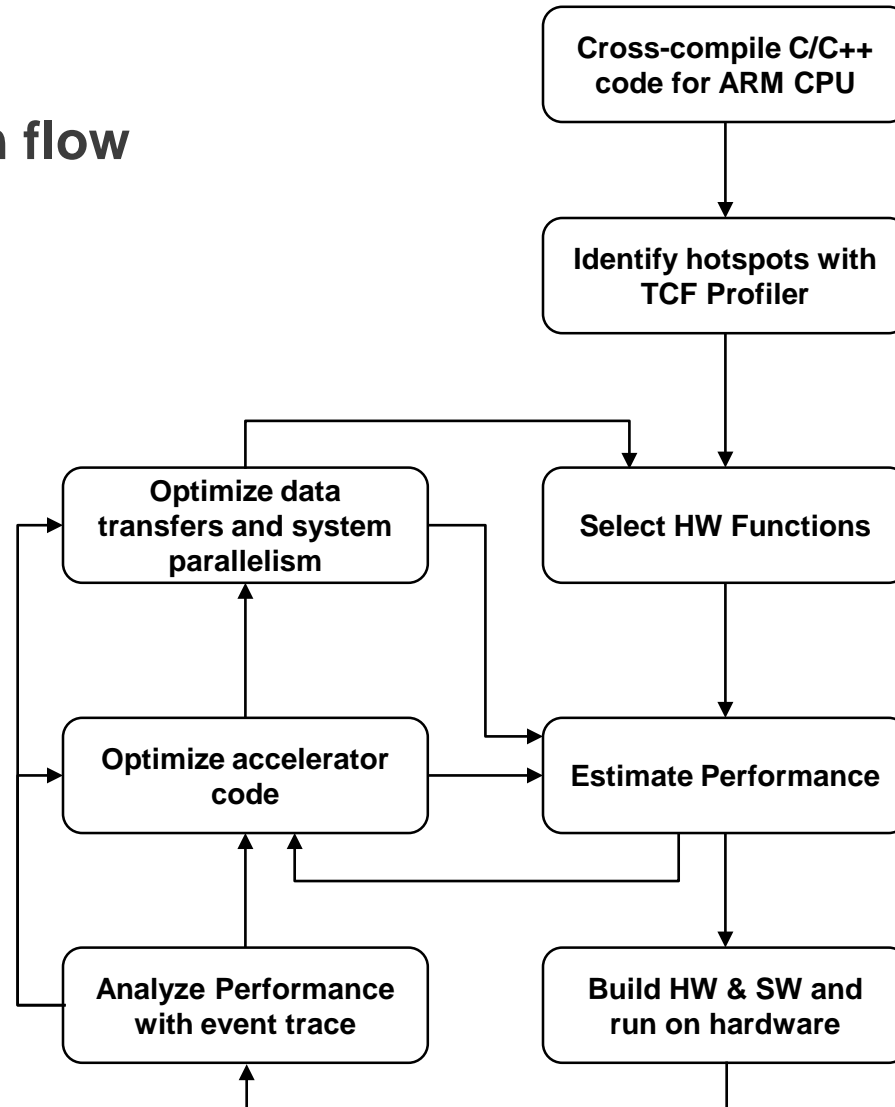 n flow
Cross-compile C/C++
code for ARM CPU
Identify hotspots with
TCF Profiler
Optimize data
transfers and system
parallelism
Select HW Functions
Optimize accelerator
code
Estimate Performance
Analyze Performance
with event trace
Build HW & SW and
run on hardware